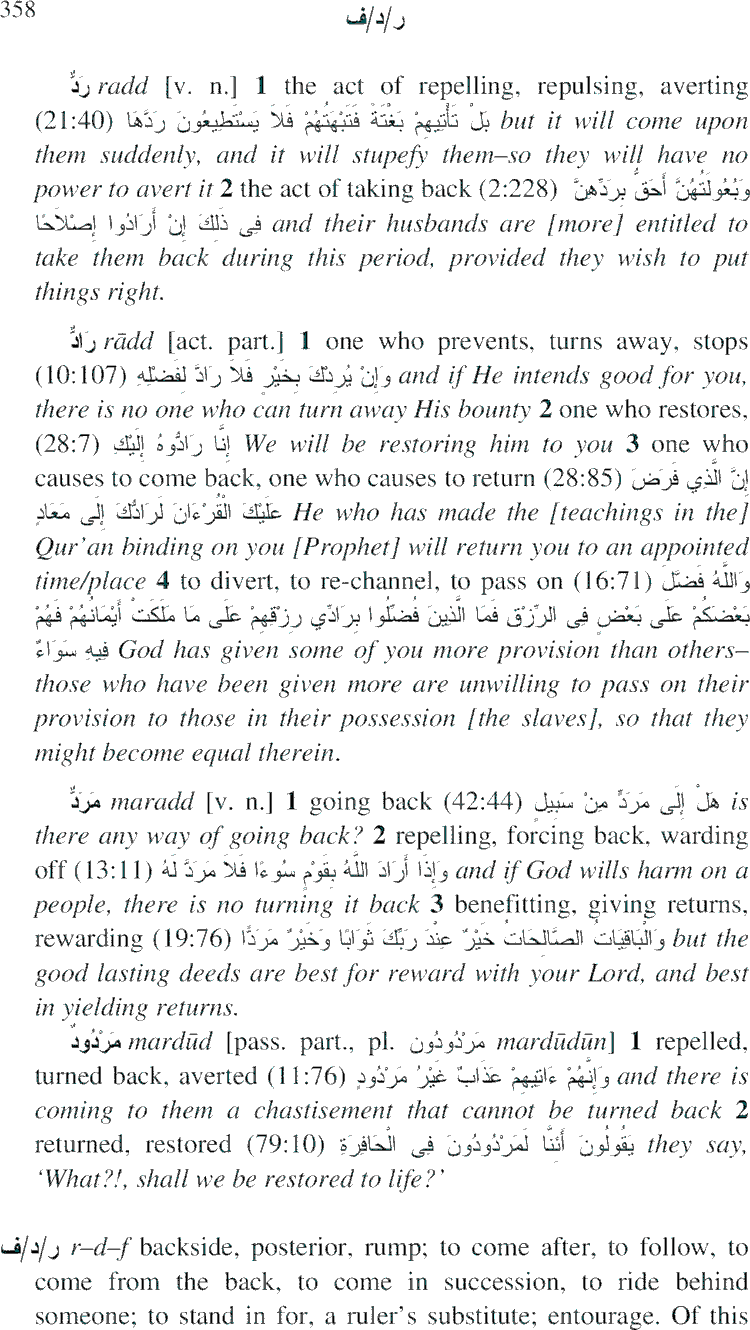 358
ر/د/ف
رَدٌّ radd [v. n.] 1 the act of repelling, repulsing, averting
(21:40) بَلْ تَأْتِيهِمْ بَغْتَةً فَتَبْهَتُهُمْ فَلاَ يَسْتَطِيعُونَ رَدَّهَا but it will come upon
them suddenly, and it will stupefy them–so they will have no
power to avert it 2 the act of taking back (2:228) وَبُعُولَتُهُنَّ أَحَقُّ بِرَدِّهِنَّ
فِى ذَلِكَ إِنْ أَرَادُوا إِصْلَاحًا and their husbands are [more] entitled to
take them back during this period, provided they wish to put
things right.
رَادٌّ rādd [act. part.] 1 one who prevents, turns away, stops
(10:107) وَإِنْ يُرِدْكَ بِخَيْرٍ فَلاَ رَادَّ لِفَضْلِهِ and if He intends good for you,
there is no one who can turn away His bounty 2 one who restores,
(28:7) إِنَّا رَادُّوهُ إِلَيْكِ We will be restoring him to you 3 one who
causes to come back, one who causes to return (28:85) إِنَّ الَّذِي فَرَضَ
عَلَيْكَ الْقُرْءَانَ لَرَادُّكَ إِلَى مَعَادٍ He who has made the [teachings in the]
Qur’an binding on you [Prophet] will return you to an appointed
time/place 4 to divert, to re-channel, to pass on (16:71) وَاللَّهُ فَضَّلَ
بَعْضَكُمْ عَلَى بَعْضٍ فِى الرِّزْقِ فَمَا الَّذِينَ فُضِّلُوا بِرَادِّي رِزْقِهِمْ عَلَى مَا مَلَكَتْ أَيْمَانُهُمْ فَهُمْ
فِيهِ سَوَاءٌ God has given some of you more provision than others–
those who have been given more are unwilling to pass on their
provision to those in their possession [the slaves], so that they
might become equal therein.
مَرَدٌّ maradd [v. n.] 1 going back (42:44) هَلْ إِلَى مَرَدٍّ مِنْ سَبِيلٍ is
there any way of going back? 2 repelling, forcing back, warding
off (13:11) وَإِذَا أَرَادَ اللَّهُ بِقَوْمٍ سُوءًا فَلاَ مَرَدَّ لَهُ and if God wills harm on a
people, there is no turning it back 3 benefitting, giving returns,
rewarding (19:76) وَالْبَاقِيَاتُ الصَّالِحَاتُ خَيْرٌ عِنْدَ رَبِّكَ ثَوَابًا وَخَيْرٌ مَرَدًّا but the
good lasting deeds are best for reward with your Lord, and best
in yielding returns.
مَرْدُودٌ mardūd [pass. part., pl. مَرْدُودُون mardūdūn] 1 repelled,
turned back, averted (11:76) وَإِنَّهُمْ ءَاتِيهِمْ عَذَابٌ غَيْرُ مَرْدُودٍ and there is
coming to them a chastisement that cannot be turned back 2
returned, restored (79:10) يَقُولُونَ أَئِنَّا لَمَرْدُودُونَ فِى الْحَافِرَةِ they say,
‘What?!, shall we be restored to life?’
ر/د/ف r–d–f backside, posterior, rump; to come after, to follow, to
come from the back, to come in succession, to ride behind
someone; to stand in for, a ruler’s substitute; entourage. Of this